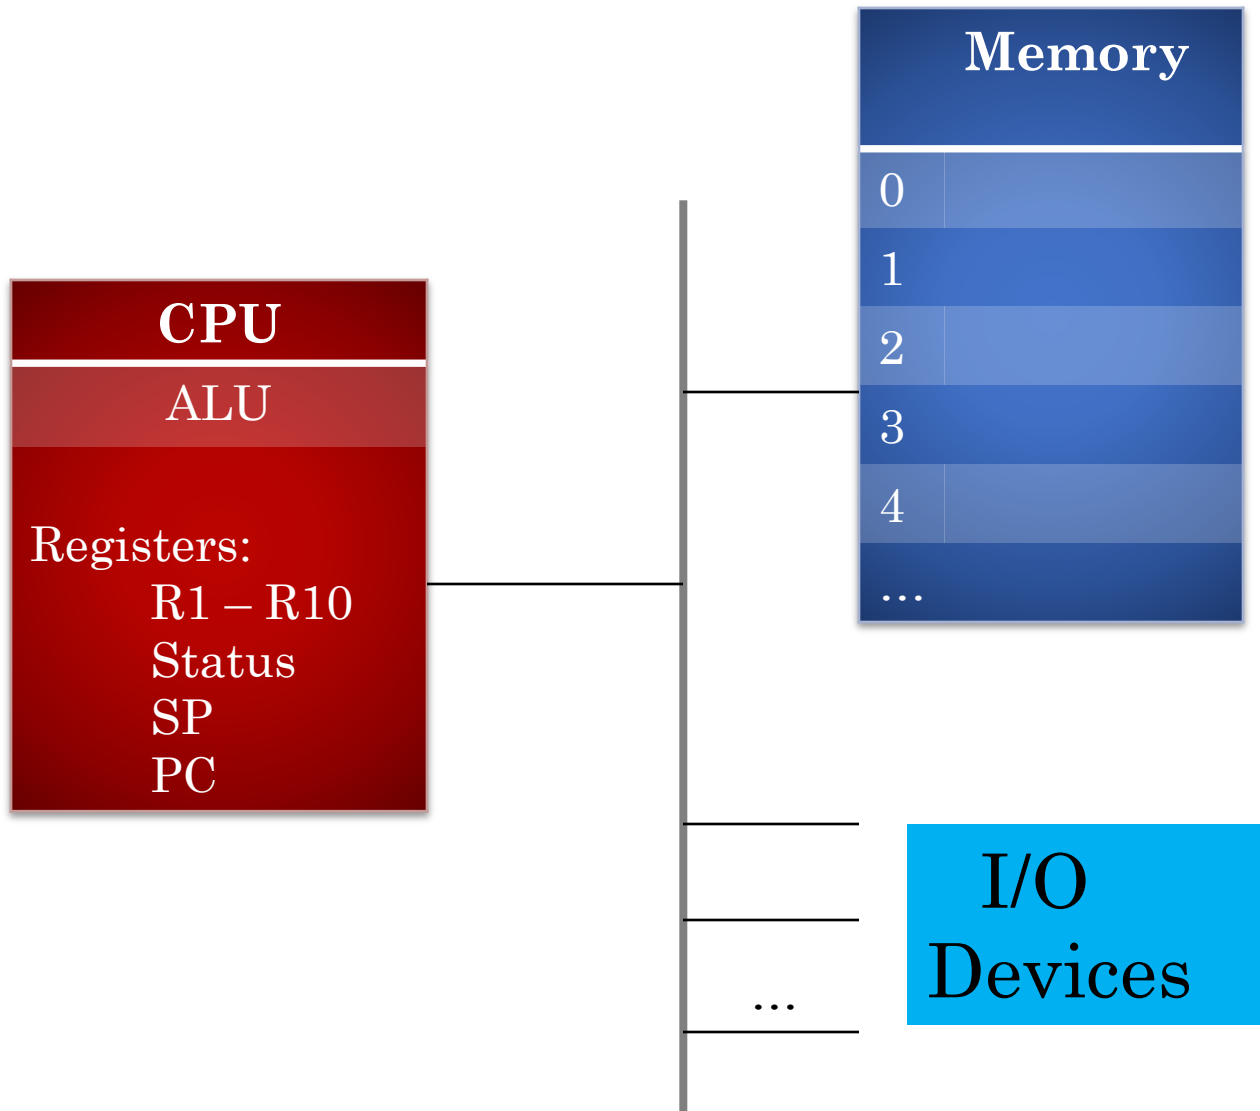 Memory
0
1
2
3
4
...
CPU
ALU
Registers:
R1 – R10
Status
SP
PC
I/O
Devices
...